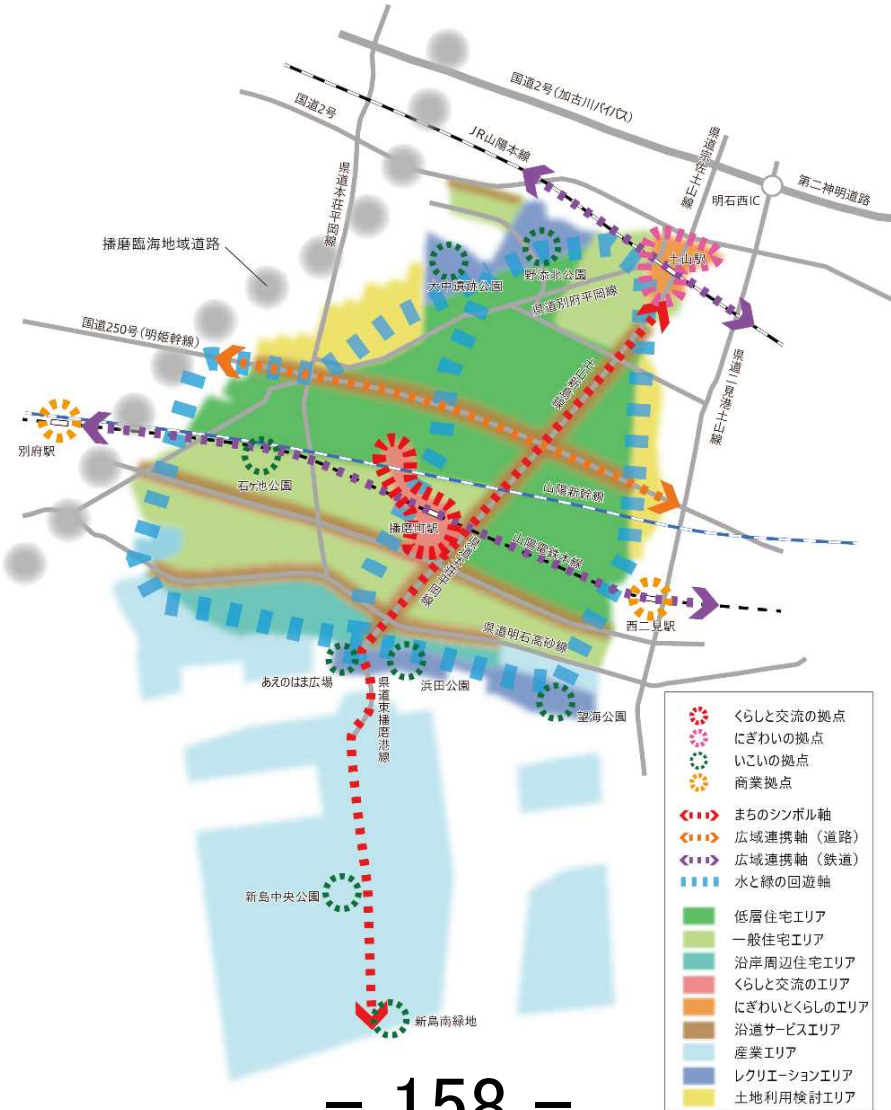 国道2号(加古川バイパス)
国道2号
JR山陽本線
県道宗佐土山線
第二神明道路
明石西IC
県道本荘平岡線
播磨臨海地域道路
土山駅
野添北公園
大中遺跡公園
県道別府平岡線
国道250号(明姫幹線)
県道二見港土山線
土山新島線
別府駅
石ケ池公園
山陽新幹線
播磨町駅
山陽電鉄本線
西二見駅
県道明石高砂線
あえのはま広場
浜田公園
県道東播磨港線
望海公園
新島中央公園
新島南緑地
くらしと交流の拠点
にぎわいの拠点
いこいの拠点
商業拠点
まちのシンボル軸
広域連携軸（道路）
広域連携軸（鉄道）
水と緑の回遊軸
低層住宅エリア
一般住宅エリア
沿岸周辺住宅エリア
くらしと交流のエリア
にぎわいとくらしのエリア
沿道サービスエリア
産業エリア
レクリエーションエリア
土地利用検討エリア
- 158 -